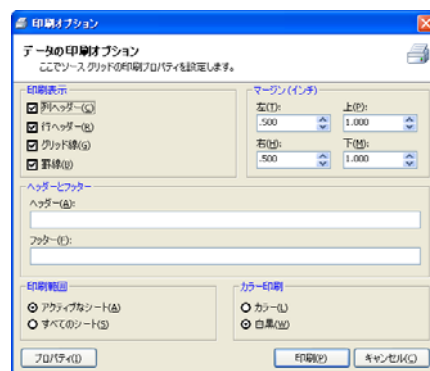 印刷オプション
データの印刷オプション
ここでソース グリッドの印刷プロパティを設定します。
印刷表示
列ヘッダー(C)
行ヘッダー(R)
グリッド線(G)
罫線(D)
マージン(インチ)
左(T): 上(P):
.500 1.000
右(H): 下(M):
.500 1.000
ヘッダーとフッター
ヘッダー(A):
フッター(F):
印刷範囲
アクティブなシート(A)
すべてのシート(S)
カラー印刷
カラー(L)
白黒(W)
プロパティ(I) 印刷(P) キャンセル(C)